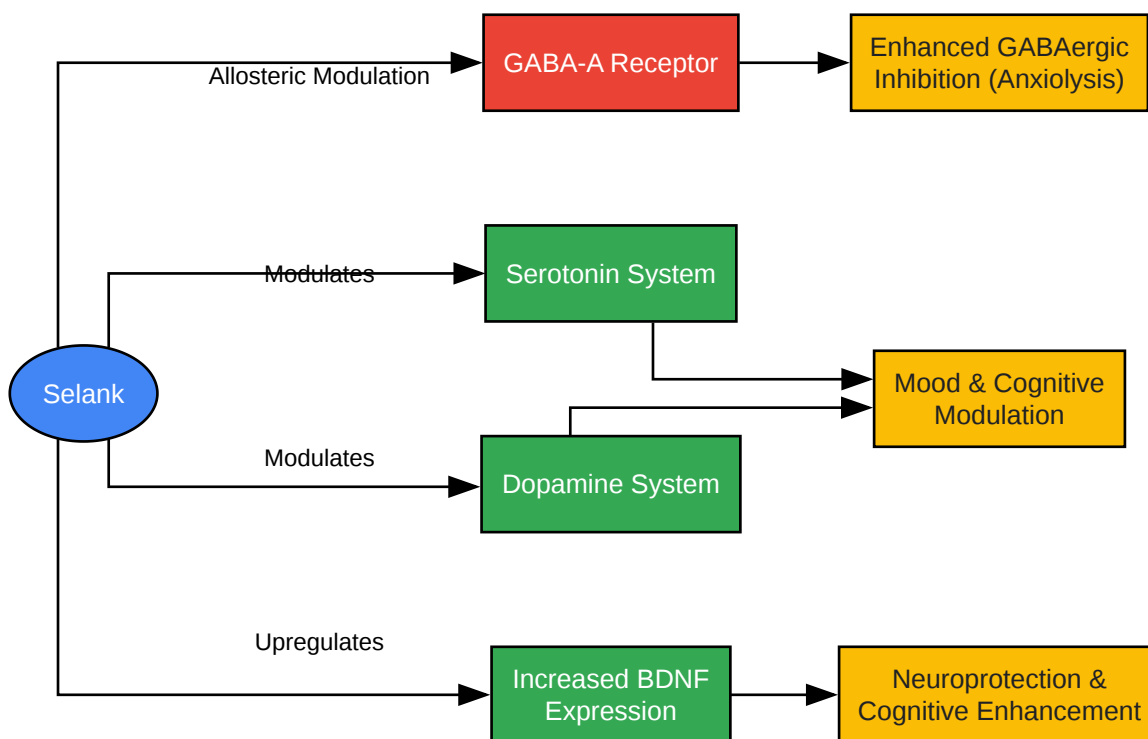 Allosteric Modulation
GABA-A Receptor
Enhanced GABAergic
Inhibition (Anxiolysis)
Modulates
Serotonin System
Selank
Mood & Cognitive
Modulation
Modulates
Dopamine System
Upregulates
Increased BDNF
Expression
Neuroprotection &
Cognitive Enhancement